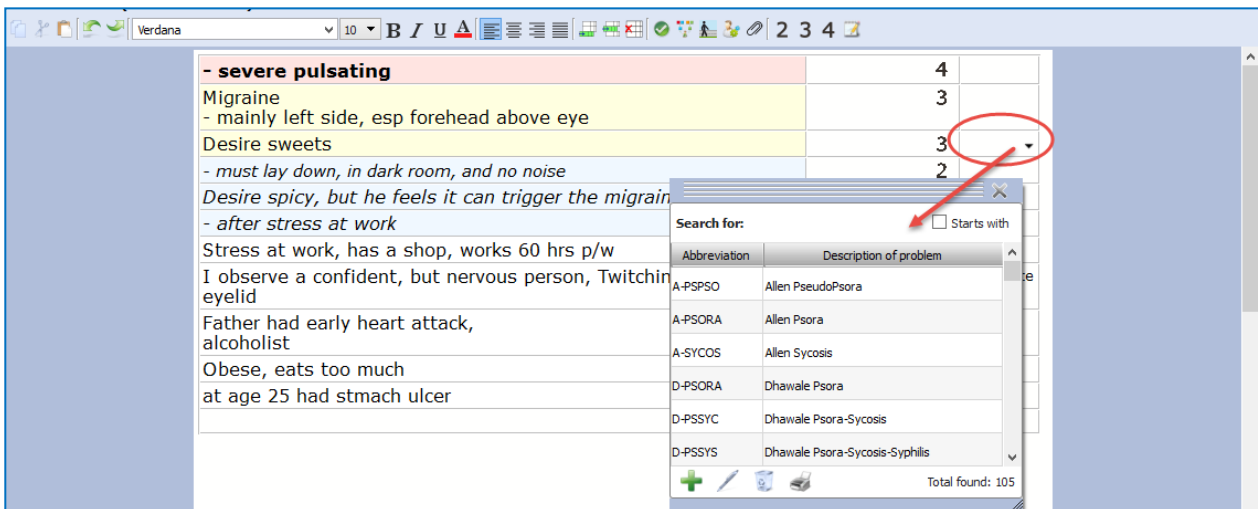 Verdana 10 B I U A 2 3 4
- severe pulsating 4
Migraine 3
- mainly left side, esp forehead above eye
Desire sweets 3
- must lay down, in dark room, and no noise 2
Desire spicy, but he feels it can trigger the migrain
- after stress at work
Stress at work, has a shop, works 60 hrs p/w
I observe a confident, but nervous person, Twitchin
eyelid
Father had early heart attack,
alcoholist
Obese, eats too much
at age 25 had stmach ulcer
Search for: Starts with
Abbreviation Description of problem
A-PSPSO Allen PseudoPsora
A-PSORA Allen Psora
A-SYCOS Allen Sycosis
D-PSORA Dhawale Psora
D-PSSYC Dhawale Psora-Sycosis
D-PSSYS Dhawale Psora-Sycosis-Syphilis
Total found: 105